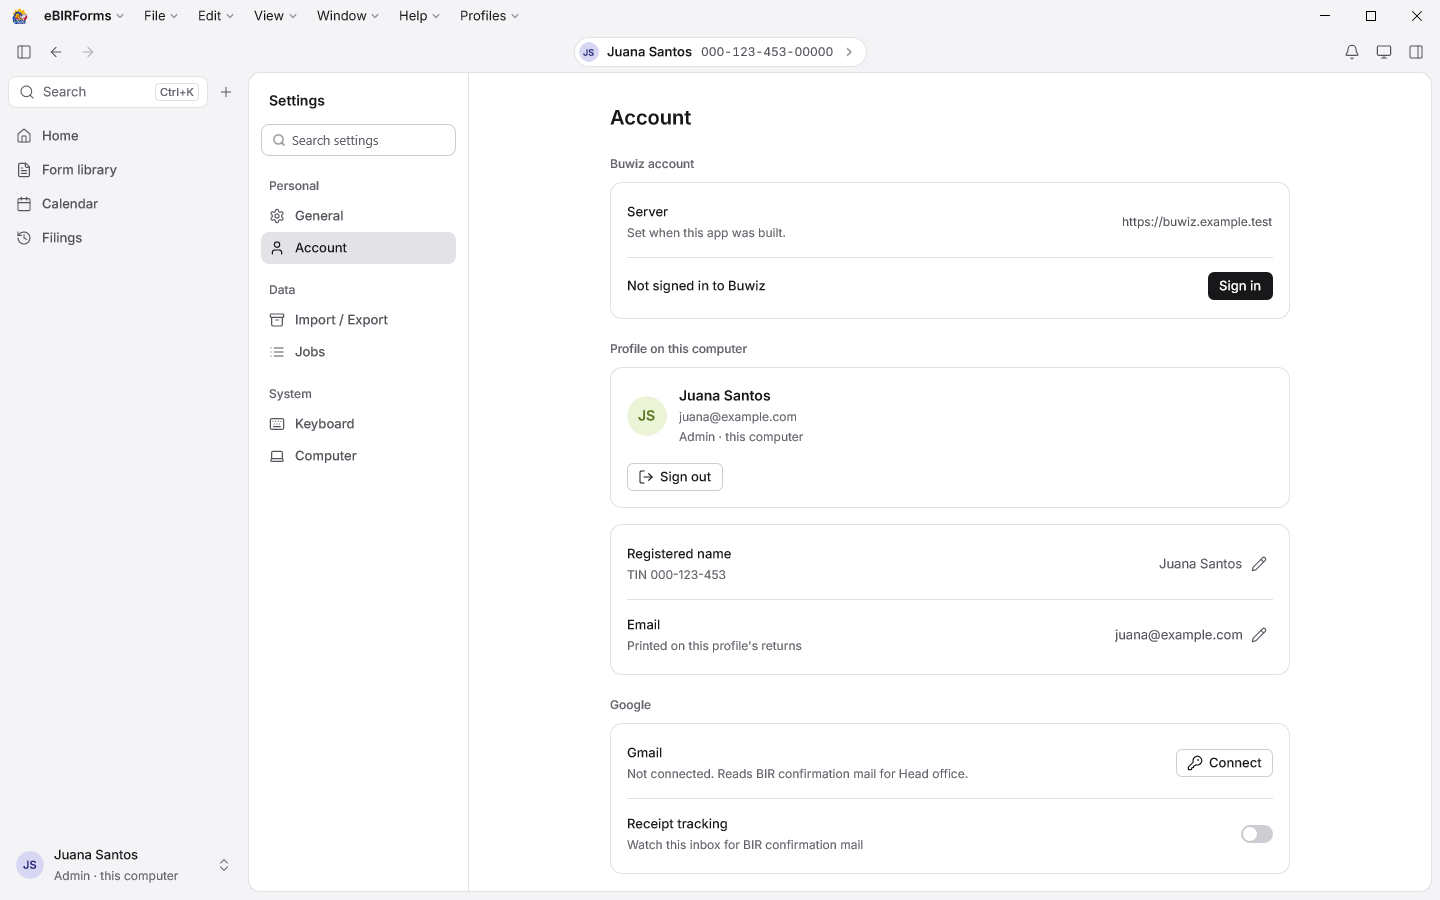 eBIRForms File Edit View Window Help Profiles
JS Juana Santos 000-123-453-00000
Search Ctrl+K
Home
Form library
Calendar
Filings
JS Juana Santos
Admin · this computer
Settings
Search settings
Personal
General
Account
Data
Import / Export
Jobs
System
Keyboard
Computer
Account
Buwiz account
Server
Set when this app was built.
https://buwiz.example.test
Not signed in to Buwiz
Sign in
Profile on this computer
JS
Juana Santos
juana@example.com
Admin · this computer
Sign out
Registered name
TIN 000-123-453
Juana Santos
Email
Printed on this profile's returns
juana@example.com
Google
Gmail
Not connected. Reads BIR confirmation mail for Head office.
Connect
Receipt tracking
Watch this inbox for BIR confirmation mail